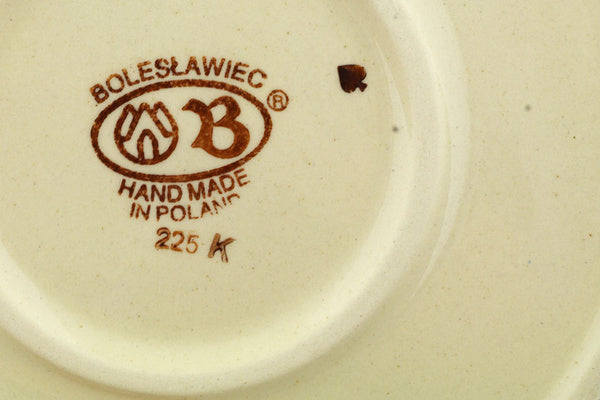 BOLESŁAWIEC
B ®
HAND MADE
IN POLAND
225 K